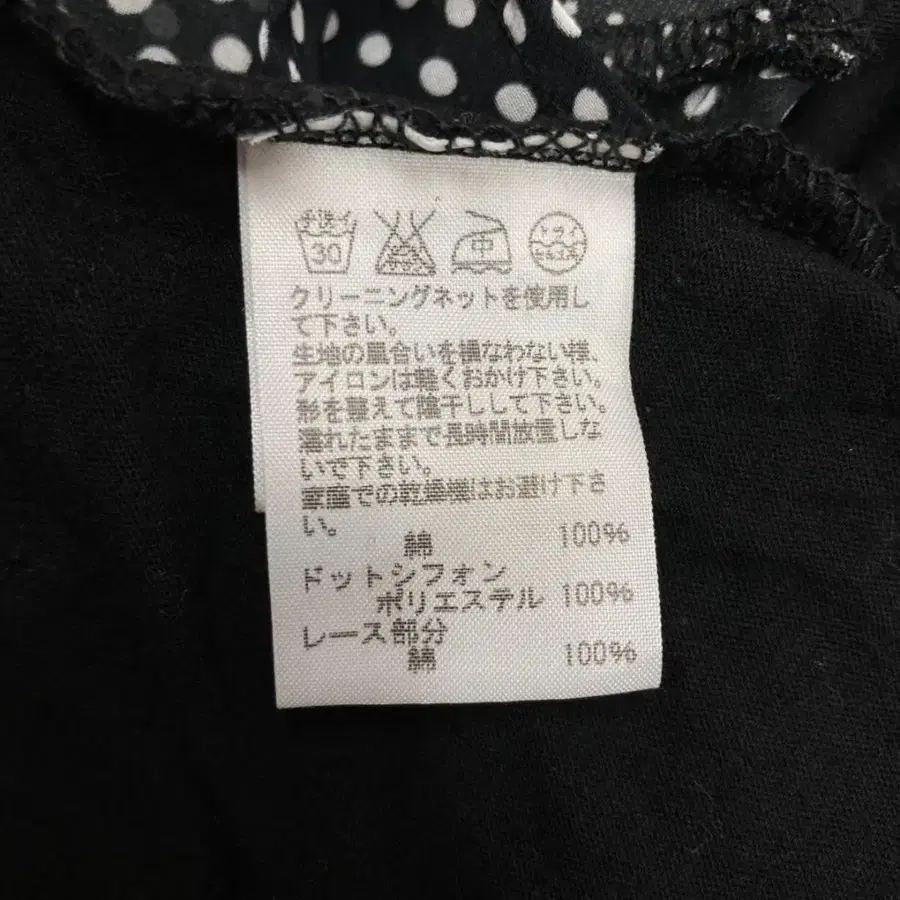 手洗イ 30 中 ドライ
クリーニングネットを使用し
て下さい。
生地の風合いを損なわない様、
アイロンは軽くおかけ下さい。
形を整えて陰干しして下さい。
濡れたままで長時間放置しな
いで下さい。
家庭での乾燥機はお避け下さ
い。
綿 100%
ドットシフォン
ポリエステル 100%
レース部分
綿 100%